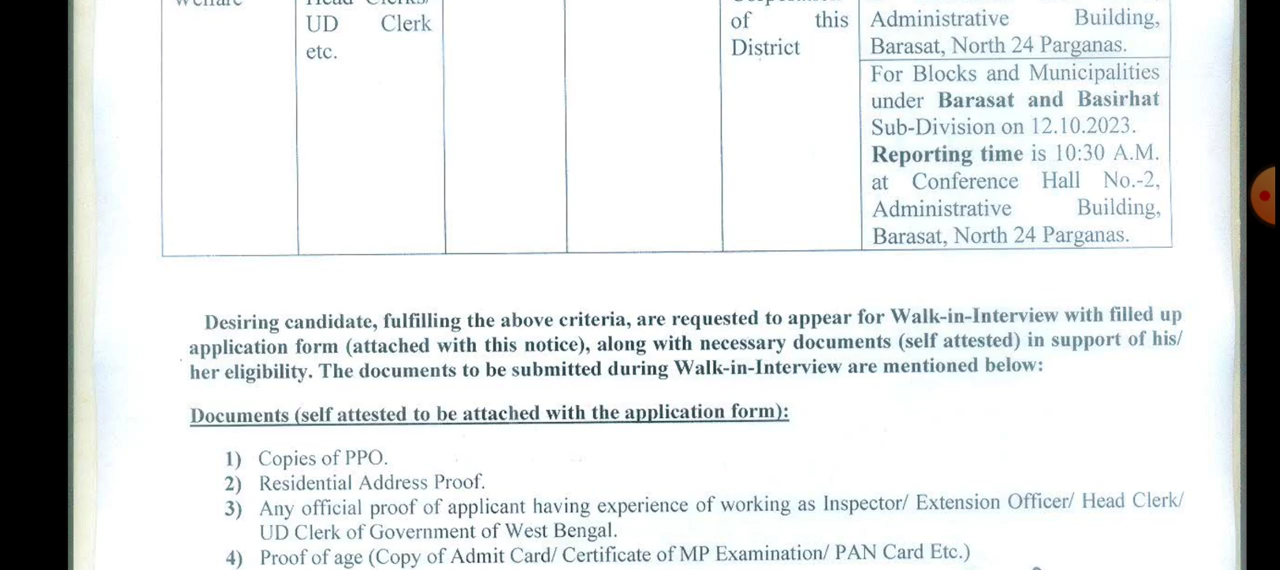 UD Clerk
etc.
of this
District
Administrative Building,
Barasat, North 24 Parganas.
For Blocks and Municipalities
under Barasat and Basirhat
Sub-Division on 12.10.2023.
Reporting time is 10:30 A.M.
at Conference Hall No.-2,
Administrative Building,
Barasat, North 24 Parganas.
Desiring candidate, fulfilling the above criteria, are requested to appear for Walk-in-Interview with filled up
application form (attached with this notice), along with necessary documents (self attested) in support of his/
her eligibility. The documents to be submitted during Walk-in-Interview are mentioned below:
Documents (self attested to be attached with the application form):
1) Copies of PPO.
2) Residential Address Proof.
3) Any official proof of applicant having experience of working as Inspector/ Extension Officer/ Head Clerk/
UD Clerk of Government of West Bengal.
4) Proof of age (Copy of Admit Card/ Certificate of MP Examination/ PAN Card Etc.)